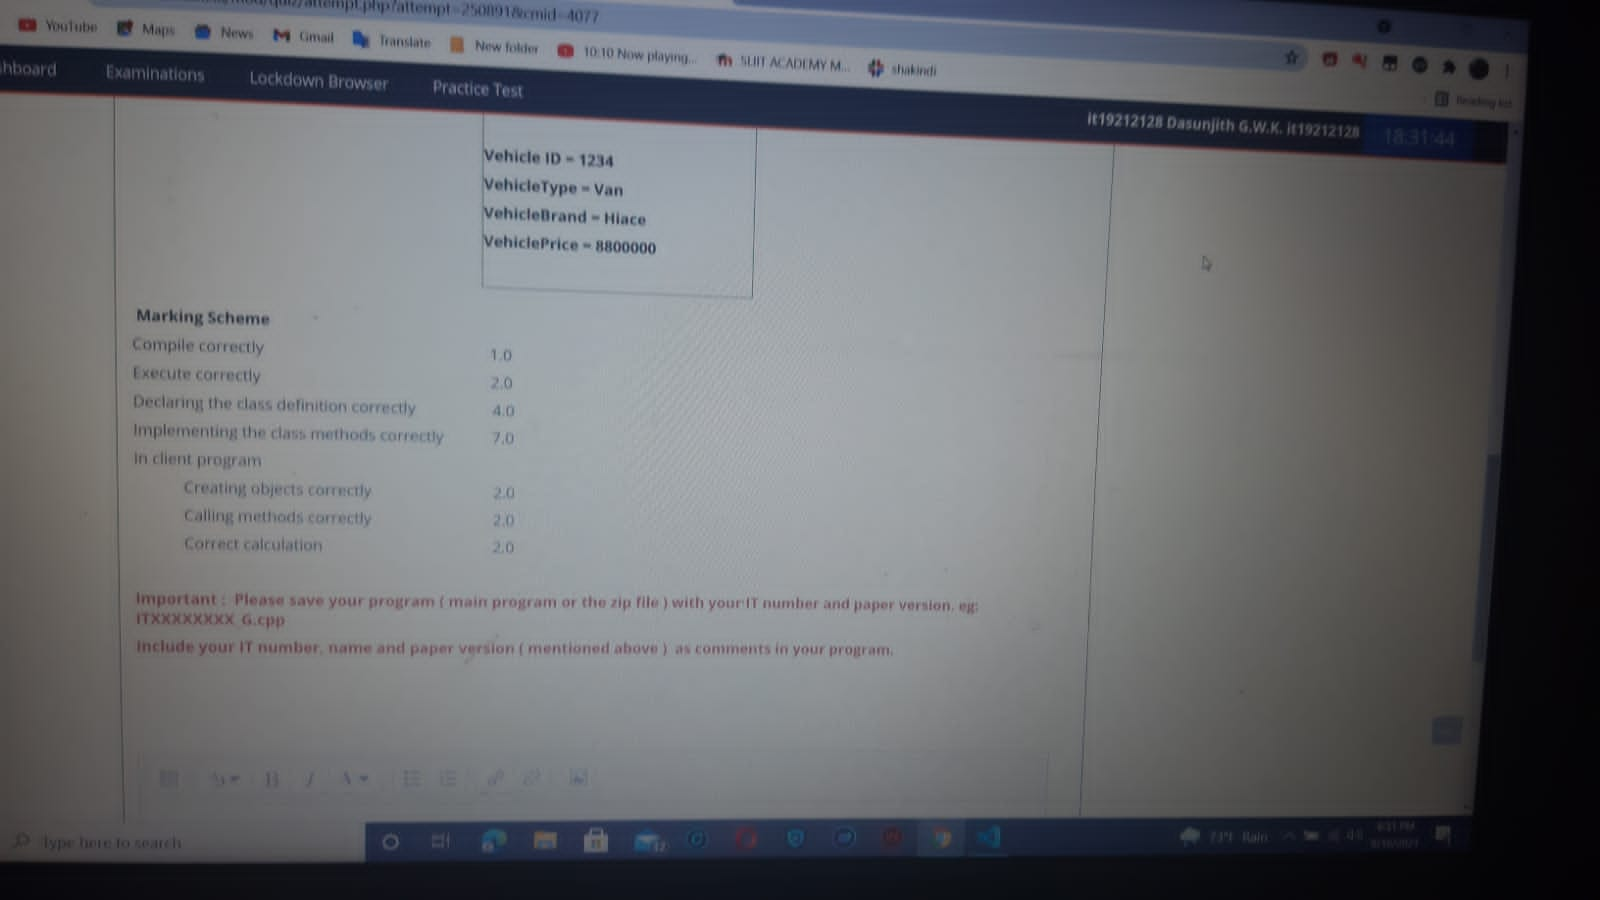 attempt.php?attempt=250891&cmid=4077
YouTube Maps News Gmail Translate New folder 10:10 Now playing... SLIIT ACADEMY M... shakindi
Reading list
hboard Examinations Lockdown Browser Practice Test
it19212128 Dasunjith G.W.K. it19212128 18:31:44
Vehicle ID = 1234
VehicleType = Van
VehicleBrand = Hiace
VehiclePrice = 8800000
Marking Scheme
Compile correctly 1.0
Execute correctly 2.0
Declaring the class definition correctly 4.0
Implementing the class methods correctly 7.0
In client program
Creating objects correctly 2.0
Calling methods correctly 2.0
Correct calculation 2.0
Important : Please save your program ( main program or the zip file ) with your IT number and paper version. eg:
ITXXXXXXXX_G.cpp
Include your IT number, name and paper version ( mentioned above ) as comments in your program.
B I A
Type here to search
73°F Rain
6:31 PM